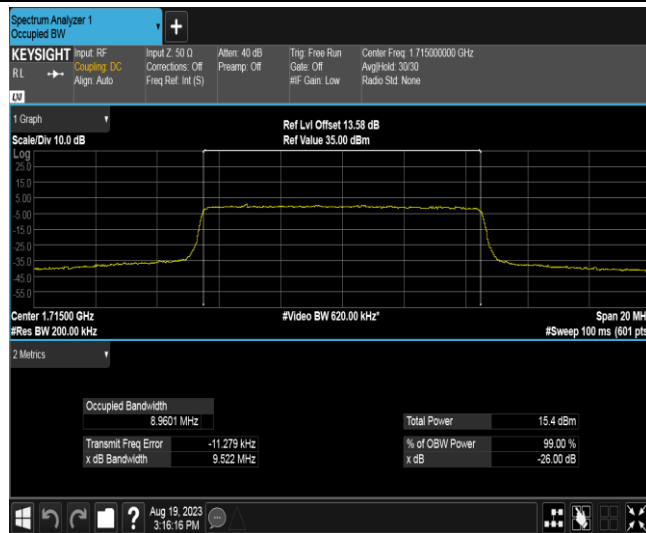 Spectrum Analyzer 1
Occupied BW
+
KEYSIGHT Input: RF Input Z: 50 Ω Atten: 40 dB Trig: Free Run Center Freq: 1.715000000 GHz
RL Coupling: DC Corrections: Off Preamp: Off Gate: Off Avg|Hold: 30/30
Align: Auto Freq Ref: Int (S) #IF Gain: Low Radio Std: None
LXI
1 Graph
Ref Lvl Offset 13.58 dB
Scale/Div 10.0 dB Ref Value 35.00 dBm
Log
25.0
15.0
5.00
-5.00
-15.0
-25.0
-35.0
-45.0
-55.0
Center 1.71500 GHz #Video BW 620.00 kHz* Span 20 MH
#Res BW 200.00 kHz #Sweep 100 ms (601 pts
2 Metrics
Occupied Bandwidth
8.9601 MHz Total Power 15.4 dBm
Transmit Freq Error -11.279 kHz % of OBW Power 99.00 %
x dB Bandwidth 9.522 MHz x dB -26.00 dB
? Aug 19, 2023
3:16:16 PM